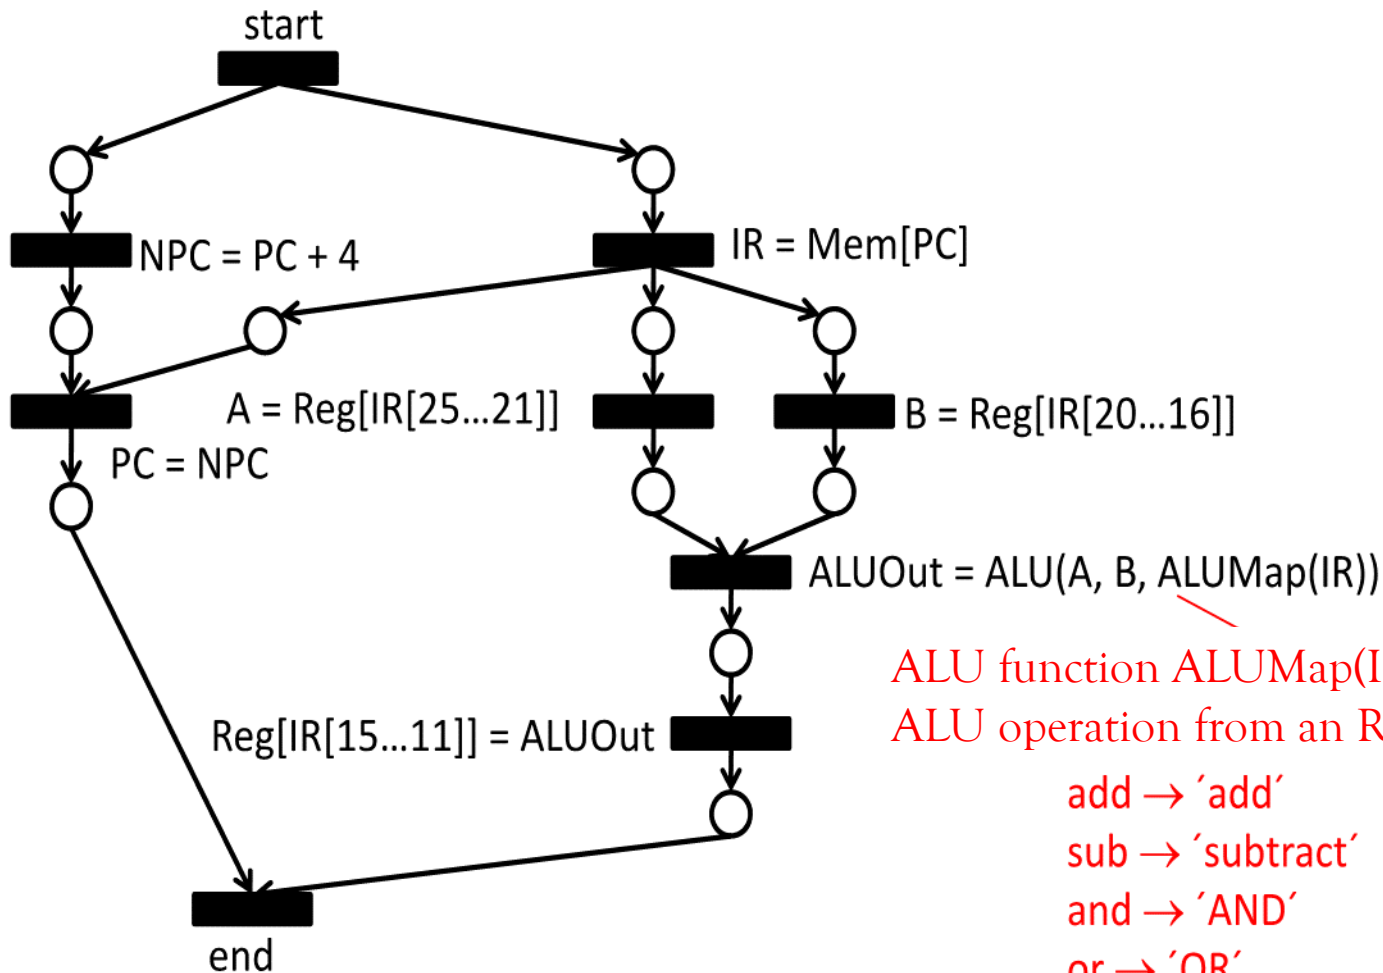 start
NPC = PC + 4
IR = Mem[PC]
A = Reg[IR[25...21]]
B = Reg[IR[20...16]]
PC = NPC
ALUOut = ALU(A, B, ALUMap(IR))
ALU function ALUMap(I
ALU operation from an R
Reg[IR[15...11]] = ALUOut
add → ´add´
sub → ´subtract´
and → ´AND´
or → ´OR´
end